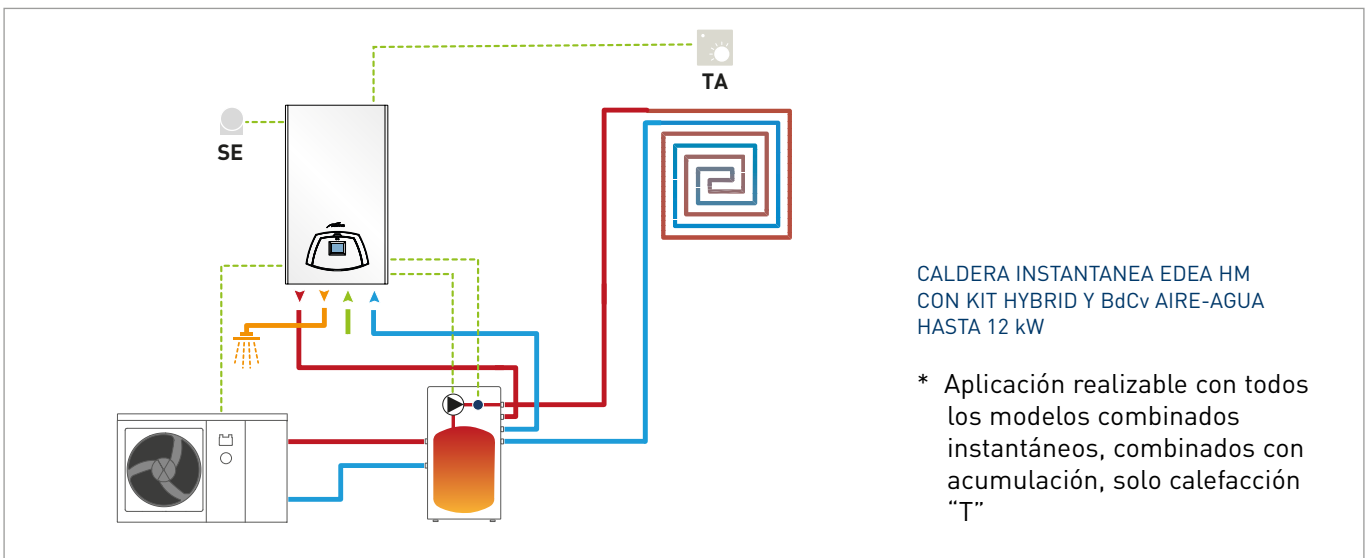 TA
SE
CALDERA INSTANTANEA EDEA HM
CON KIT HYBRID Y BdCv AIRE-AGUA
HASTA 12 kW
* Aplicación realizable con todos
los modelos combinados
instantáneos, combinados con
acumulación, solo calefacción
“T”